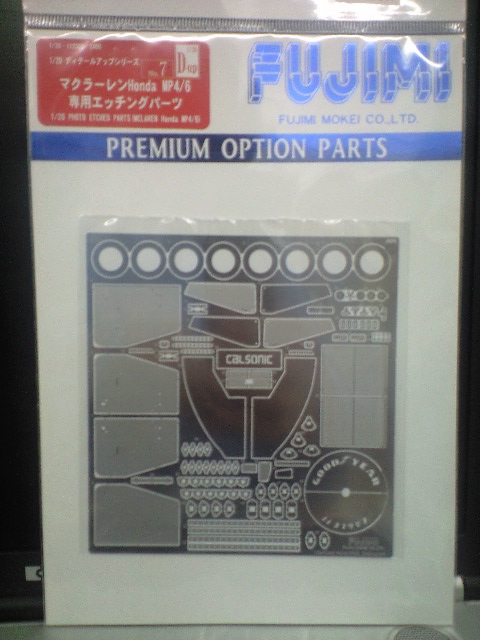 1/20 ディテールアップシリーズ
No. 7
D-up
マクラーレンHonda MP4/6
専用エッチングパーツ
1/20 PHOTO ETCHED PARTS(McLAREN Honda MP4/6)
FUJIMI
FUJIMI MOKEI CO.,LTD.
PREMIUM OPTION PARTS
CALSONIC
GOODYEAR
EAGLE